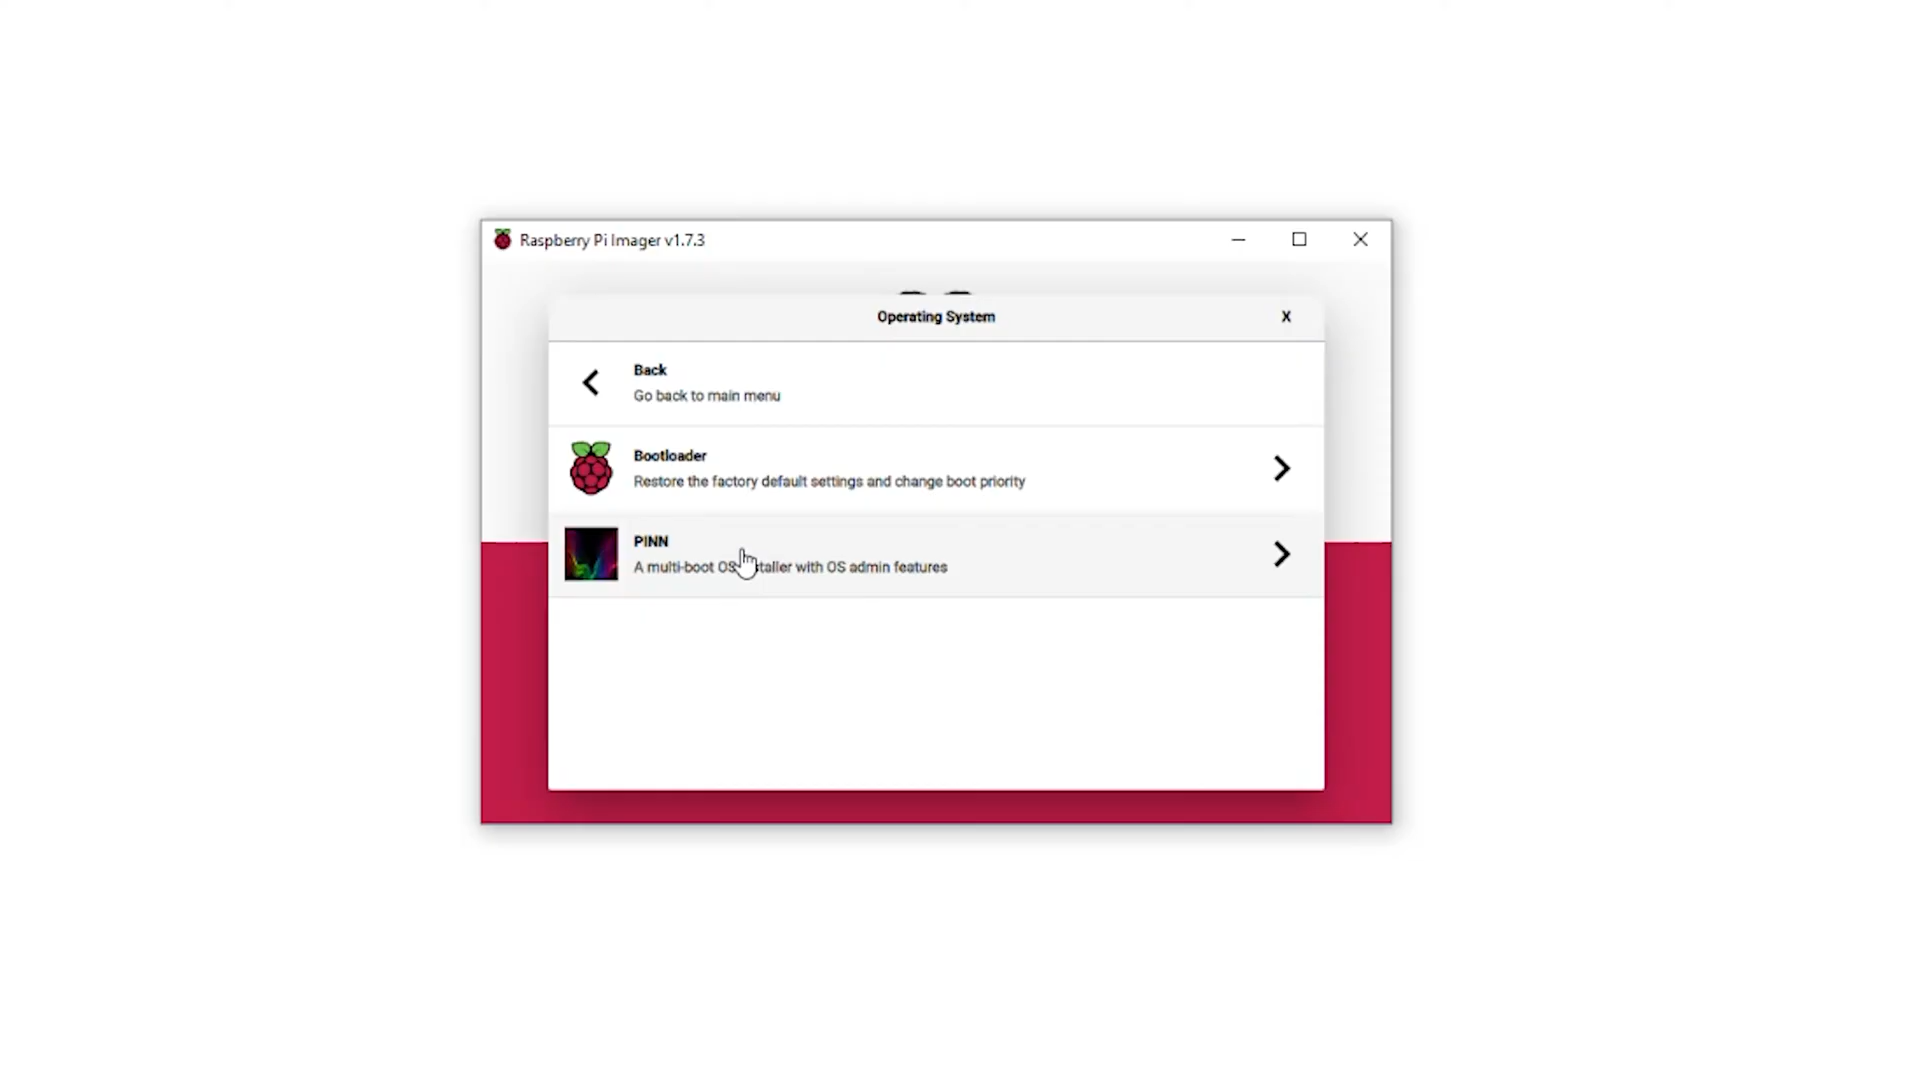 Raspberry Pi Imager v1.7.3
Operating System
X
Back
Go back to main menu
Bootloader
Restore the factory default settings and change boot priority
PINN
A multi-boot OS taller with OS admin features